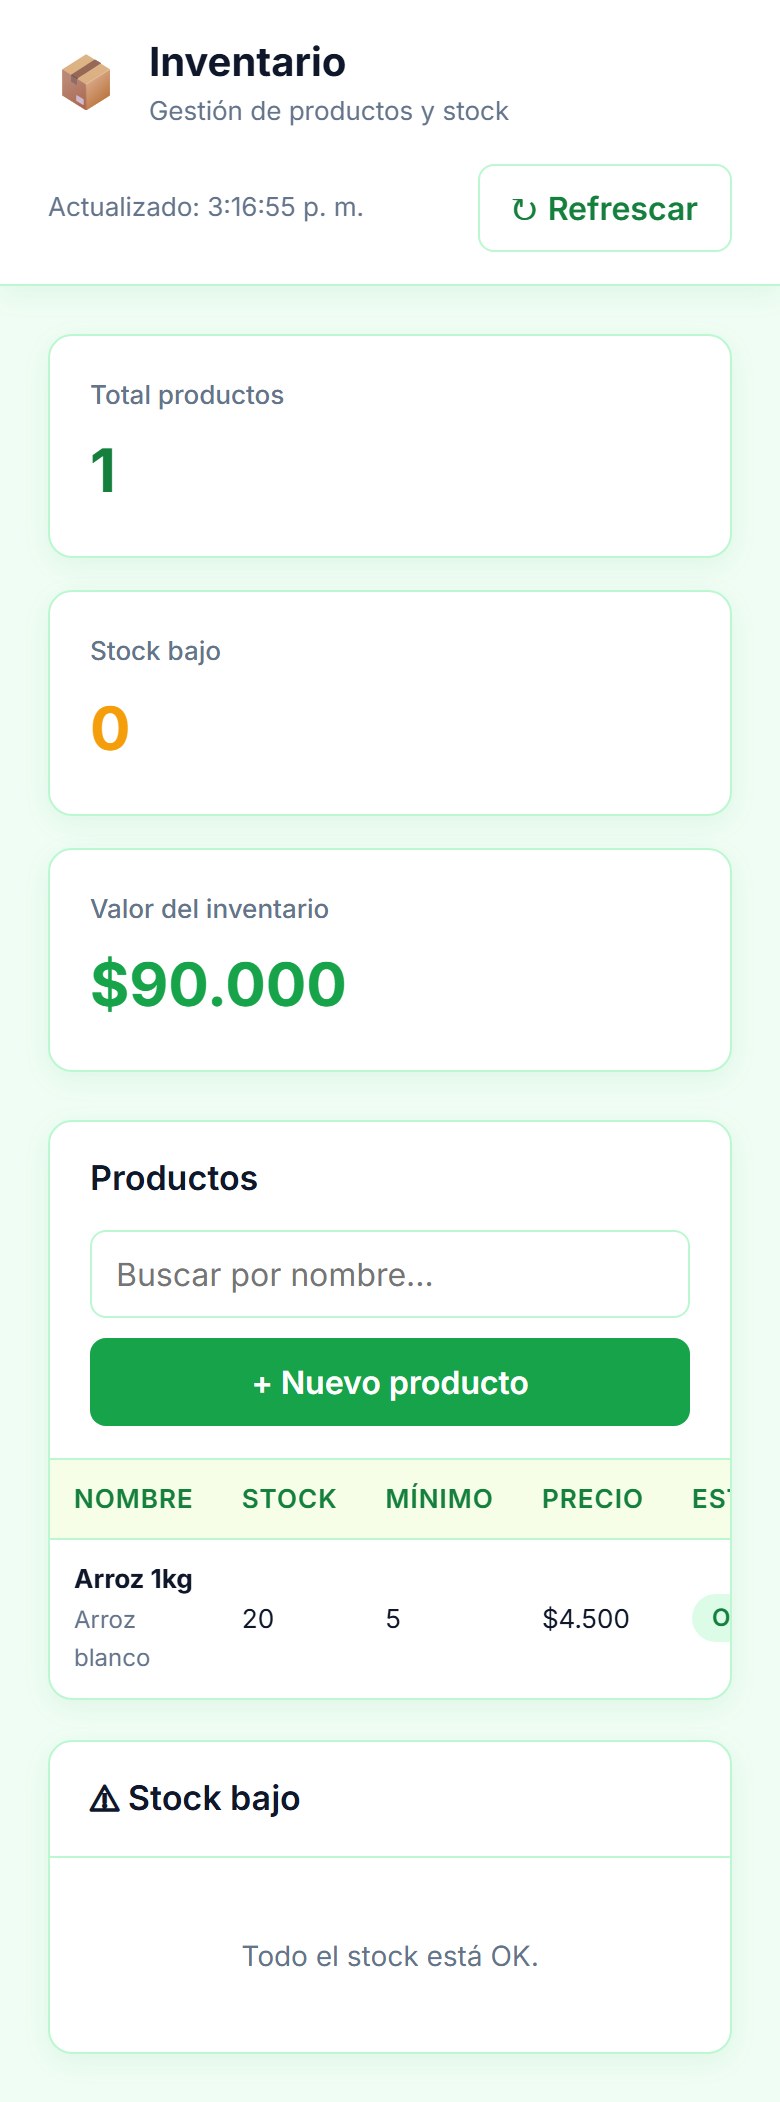 Inventario
Gestión de productos y stock
Actualizado: 3:16:55 p. m.
↻ Refrescar
Total productos
1
Stock bajo
0
Valor del inventario
$90.000
Productos
Buscar por nombre...
+ Nuevo producto
NOMBRE STOCK MÍNIMO PRECIO
Arroz 1kg
Arroz blanco
20 5 $4.500
⚠ Stock bajo
Todo el stock está OK.